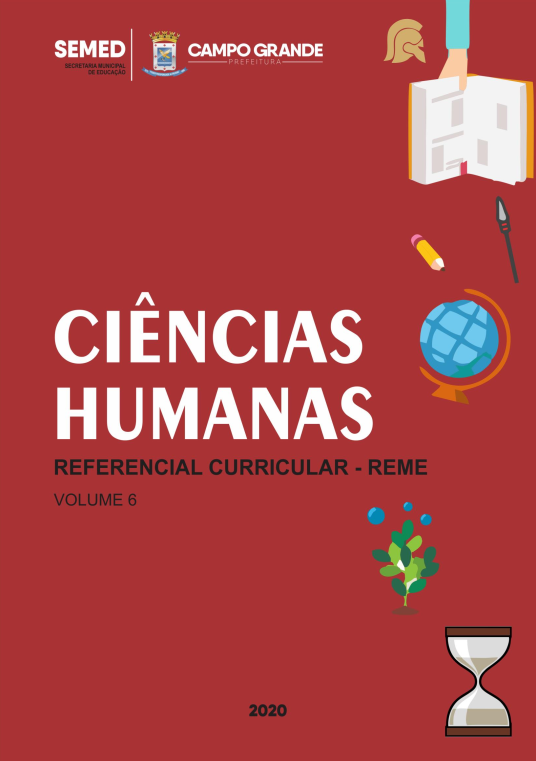 SEMED
SECRETARIA MUNICIPAL
DE EDUCAÇÃO
CAMPO GRANDE
PREFEITURA
CIÊNCIAS
HUMANAS
REFERENCIAL CURRICULAR - REME
VOLUME 6
2020